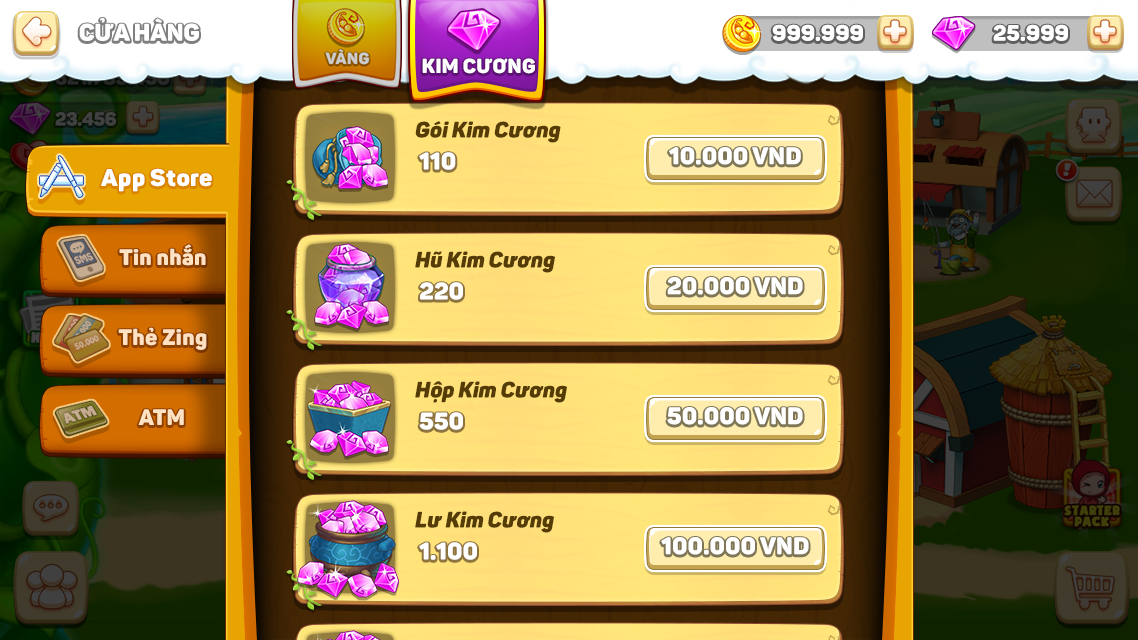 CỬA HÀNG
VÀNG
KIM CƯƠNG
999.999
25.999
23.456
App Store
Tin nhắn
SMS
Thẻ Zing
50.000
ATM
ATM
Gói Kim Cương
110
10.000 VND
Hũ Kim Cương
220
20.000 VND
Hộp Kim Cương
550
50.000 VND
Lư Kim Cương
1.100
100.000 VND
STARTER
PACK